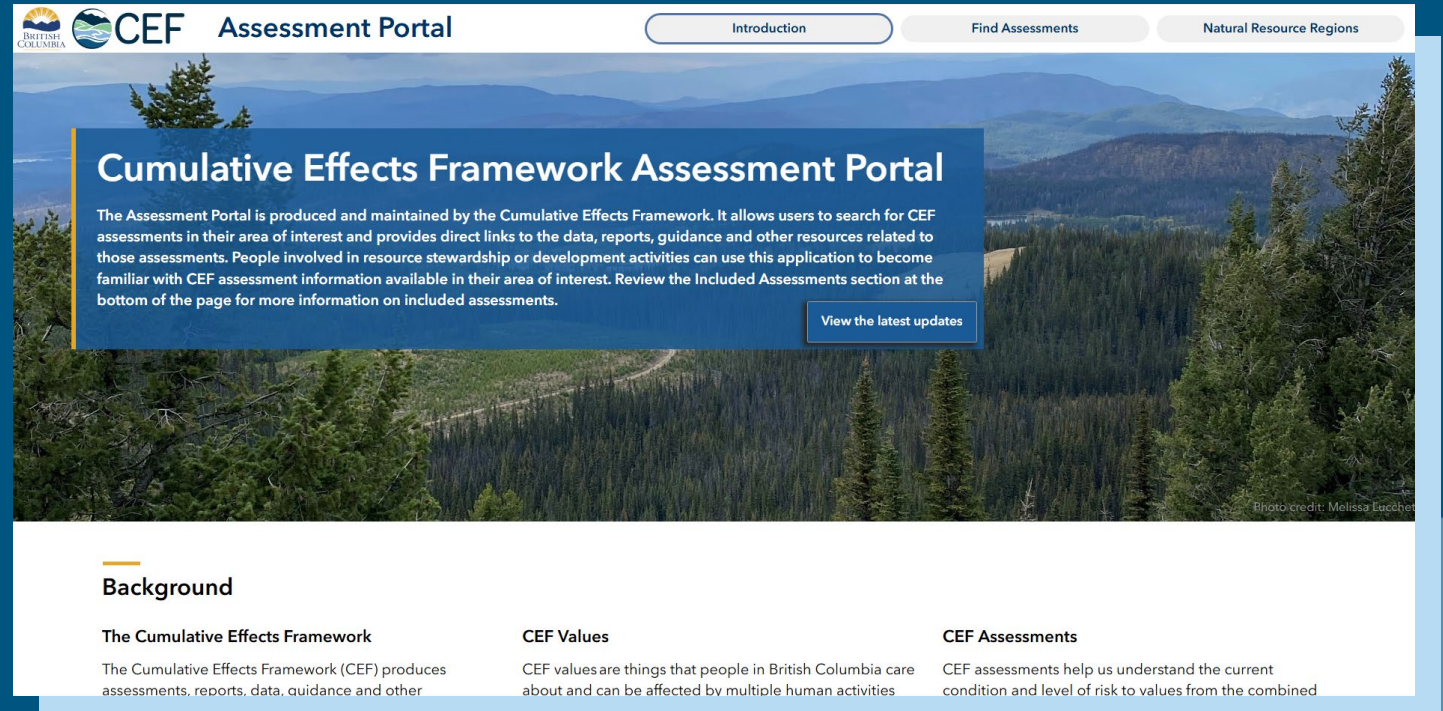 BRITISH
COLUMBIA
CEF
Assessment Portal
Introduction
Find Assessments
Natural Resource Regions
Cumulative Effects Framework Assessment Portal
The Assessment Portal is produced and maintained by the Cumulative Effects Framework. It allows users to search for CEF
assessments in their area of interest and provides direct links to the data, reports, guidance and other resources related to
those assessments. People involved in resource stewardship or development activities can use this application to become
familiar with CEF assessment information available in their area of interest. Review the Included Assessments section at the
bottom of the page for more information on included assessments.
View the latest updates
Photo credit: Melissa Lucchet
Background
The Cumulative Effects Framework
The Cumulative Effects Framework (CEF) produces
assessments, reports, data, guidance and other
CEF Values
CEF values are things that people in British Columbia care
about and can be affected by multiple human activities
CEF Assessments
CEF assessments help us understand the current
condition and level of risk to values from the combined